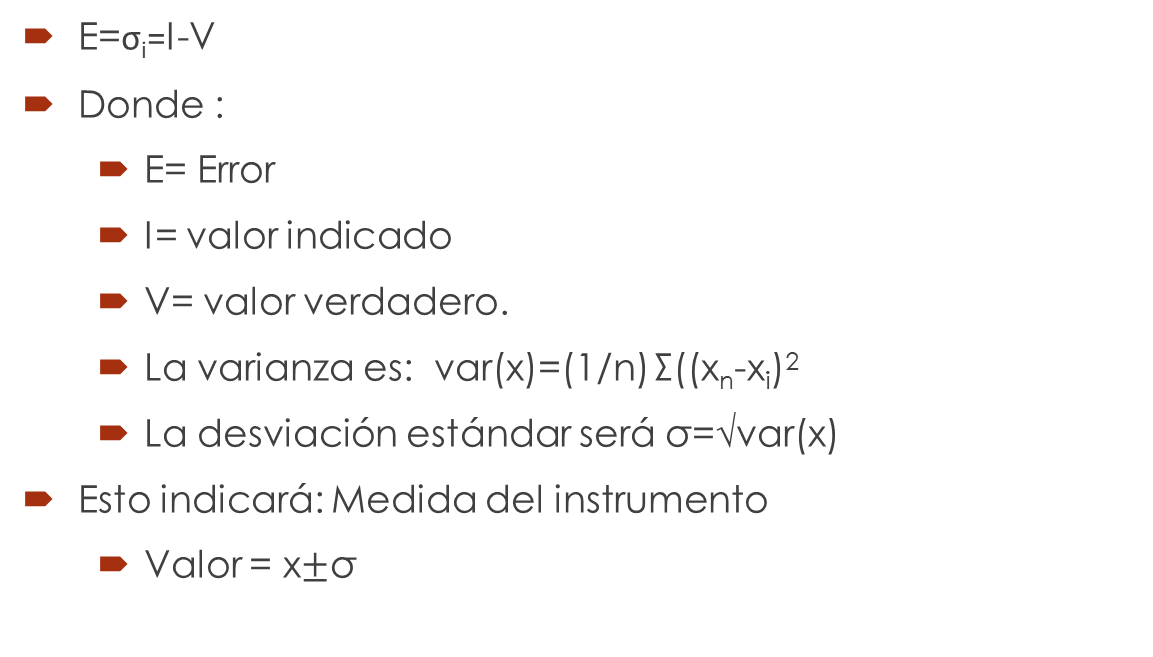 E=σᵢ=I-V
Donde :
E= Error
I= valor indicado
V= valor verdadero.
La varianza es: var(x)=(1/n) Σ((xₙ-xᵢ)²
La desviación estándar será σ=√var(x)
Esto indicará: Medida del instrumento
Valor = x±σ